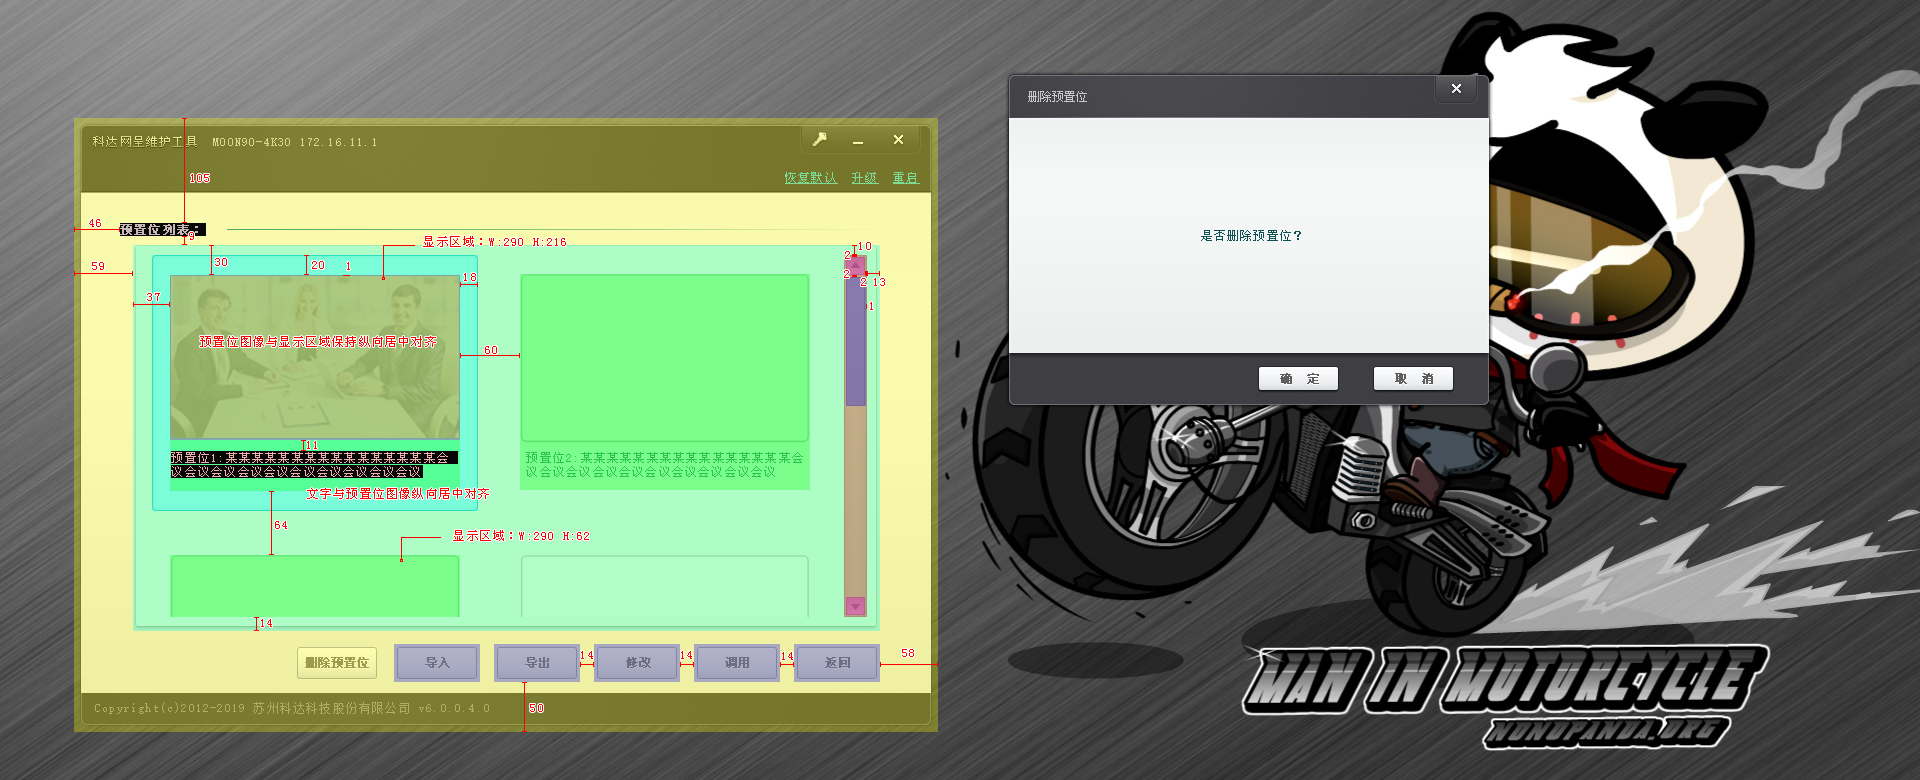 科达网呈维护工具 MOON90-4K30 172.16.11.1
105
恢复默认 升级 重启
46
预置位列表：
9
显示区域：W:290 H:216
10
59
30
20
1
18
2
2
2
13
37
1
预置位图像与显示区域保持纵向居中对齐
60
11
预置位1:某某某某某某某某某某某某某某某某会
议会议会议会议会议会议会议会议会议会议
预置位2:某某某某某某某某某某某某某某某某会
议会议会议会议会议会议会议会议会议会议
文字与预置位图像纵向居中对齐
64
显示区域：W:290 H:62
14
删除预置位
导入
导出
14
修改
14
调用
14
返回
58
50
Copyright(c)2012-2019 苏州科达科技股份有限公司 v6.0.0.4.0
删除预置位
是否删除预置位？
确 定
取 消
MAN IN MOTORCYCLE
NONOPANDA.ORG